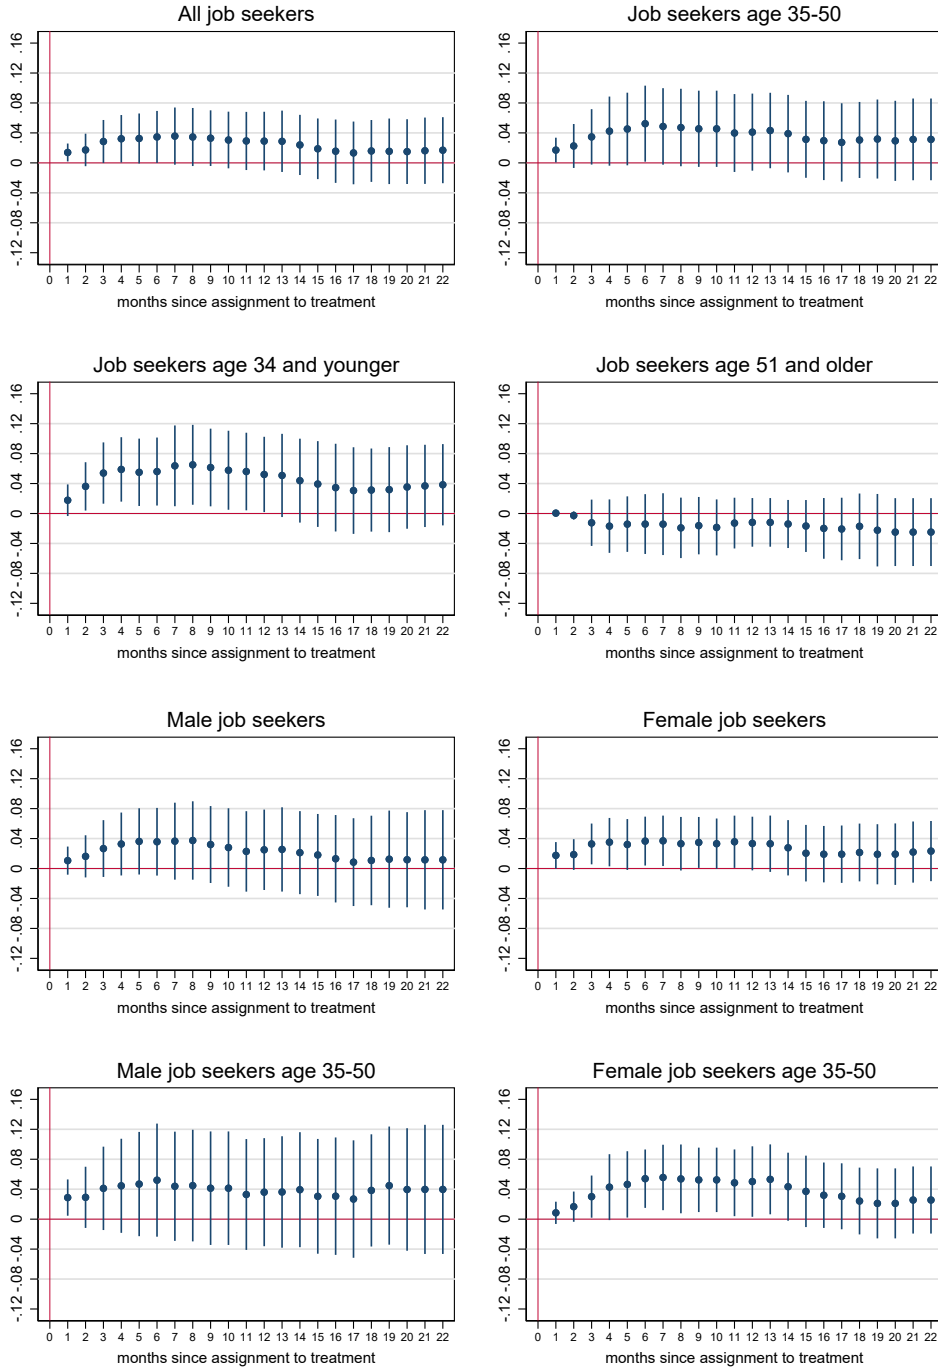 All job seekers
.16
.12
.08
.04
0
-.04
-.08
-.12
0 1 2 3 4 5 6 7 8 9 10 11 12 13 14 15 16 17 18 19 20 21 22
months since assignment to treatment
Job seekers age 35-50
.16
.12
.08
.04
0
-.04
-.08
-.12
0 1 2 3 4 5 6 7 8 9 10 11 12 13 14 15 16 17 18 19 20 21 22
months since assignment to treatment
Job seekers age 34 and younger
.16
.12
.08
.04
0
-.04
-.08
-.12
0 1 2 3 4 5 6 7 8 9 10 11 12 13 14 15 16 17 18 19 20 21 22
months since assignment to treatment
Job seekers age 51 and older
.16
.12
.08
.04
0
-.04
-.08
-.12
0 1 2 3 4 5 6 7 8 9 10 11 12 13 14 15 16 17 18 19 20 21 22
months since assignment to treatment
Male job seekers
.16
.12
.08
.04
0
-.04
-.08
-.12
0 1 2 3 4 5 6 7 8 9 10 11 12 13 14 15 16 17 18 19 20 21 22
months since assignment to treatment
Female job seekers
.16
.12
.08
.04
0
-.04
-.08
-.12
0 1 2 3 4 5 6 7 8 9 10 11 12 13 14 15 16 17 18 19 20 21 22
months since assignment to treatment
Male job seekers age 35-50
.16
.12
.08
.04
0
-.04
-.08
-.12
0 1 2 3 4 5 6 7 8 9 10 11 12 13 14 15 16 17 18 19 20 21 22
months since assignment to treatment
Female job seekers age 35-50
.16
.12
.08
.04
0
-.04
-.08
-.12
0 1 2 3 4 5 6 7 8 9 10 11 12 13 14 15 16 17 18 19 20 21 22
months since assignment to treatment